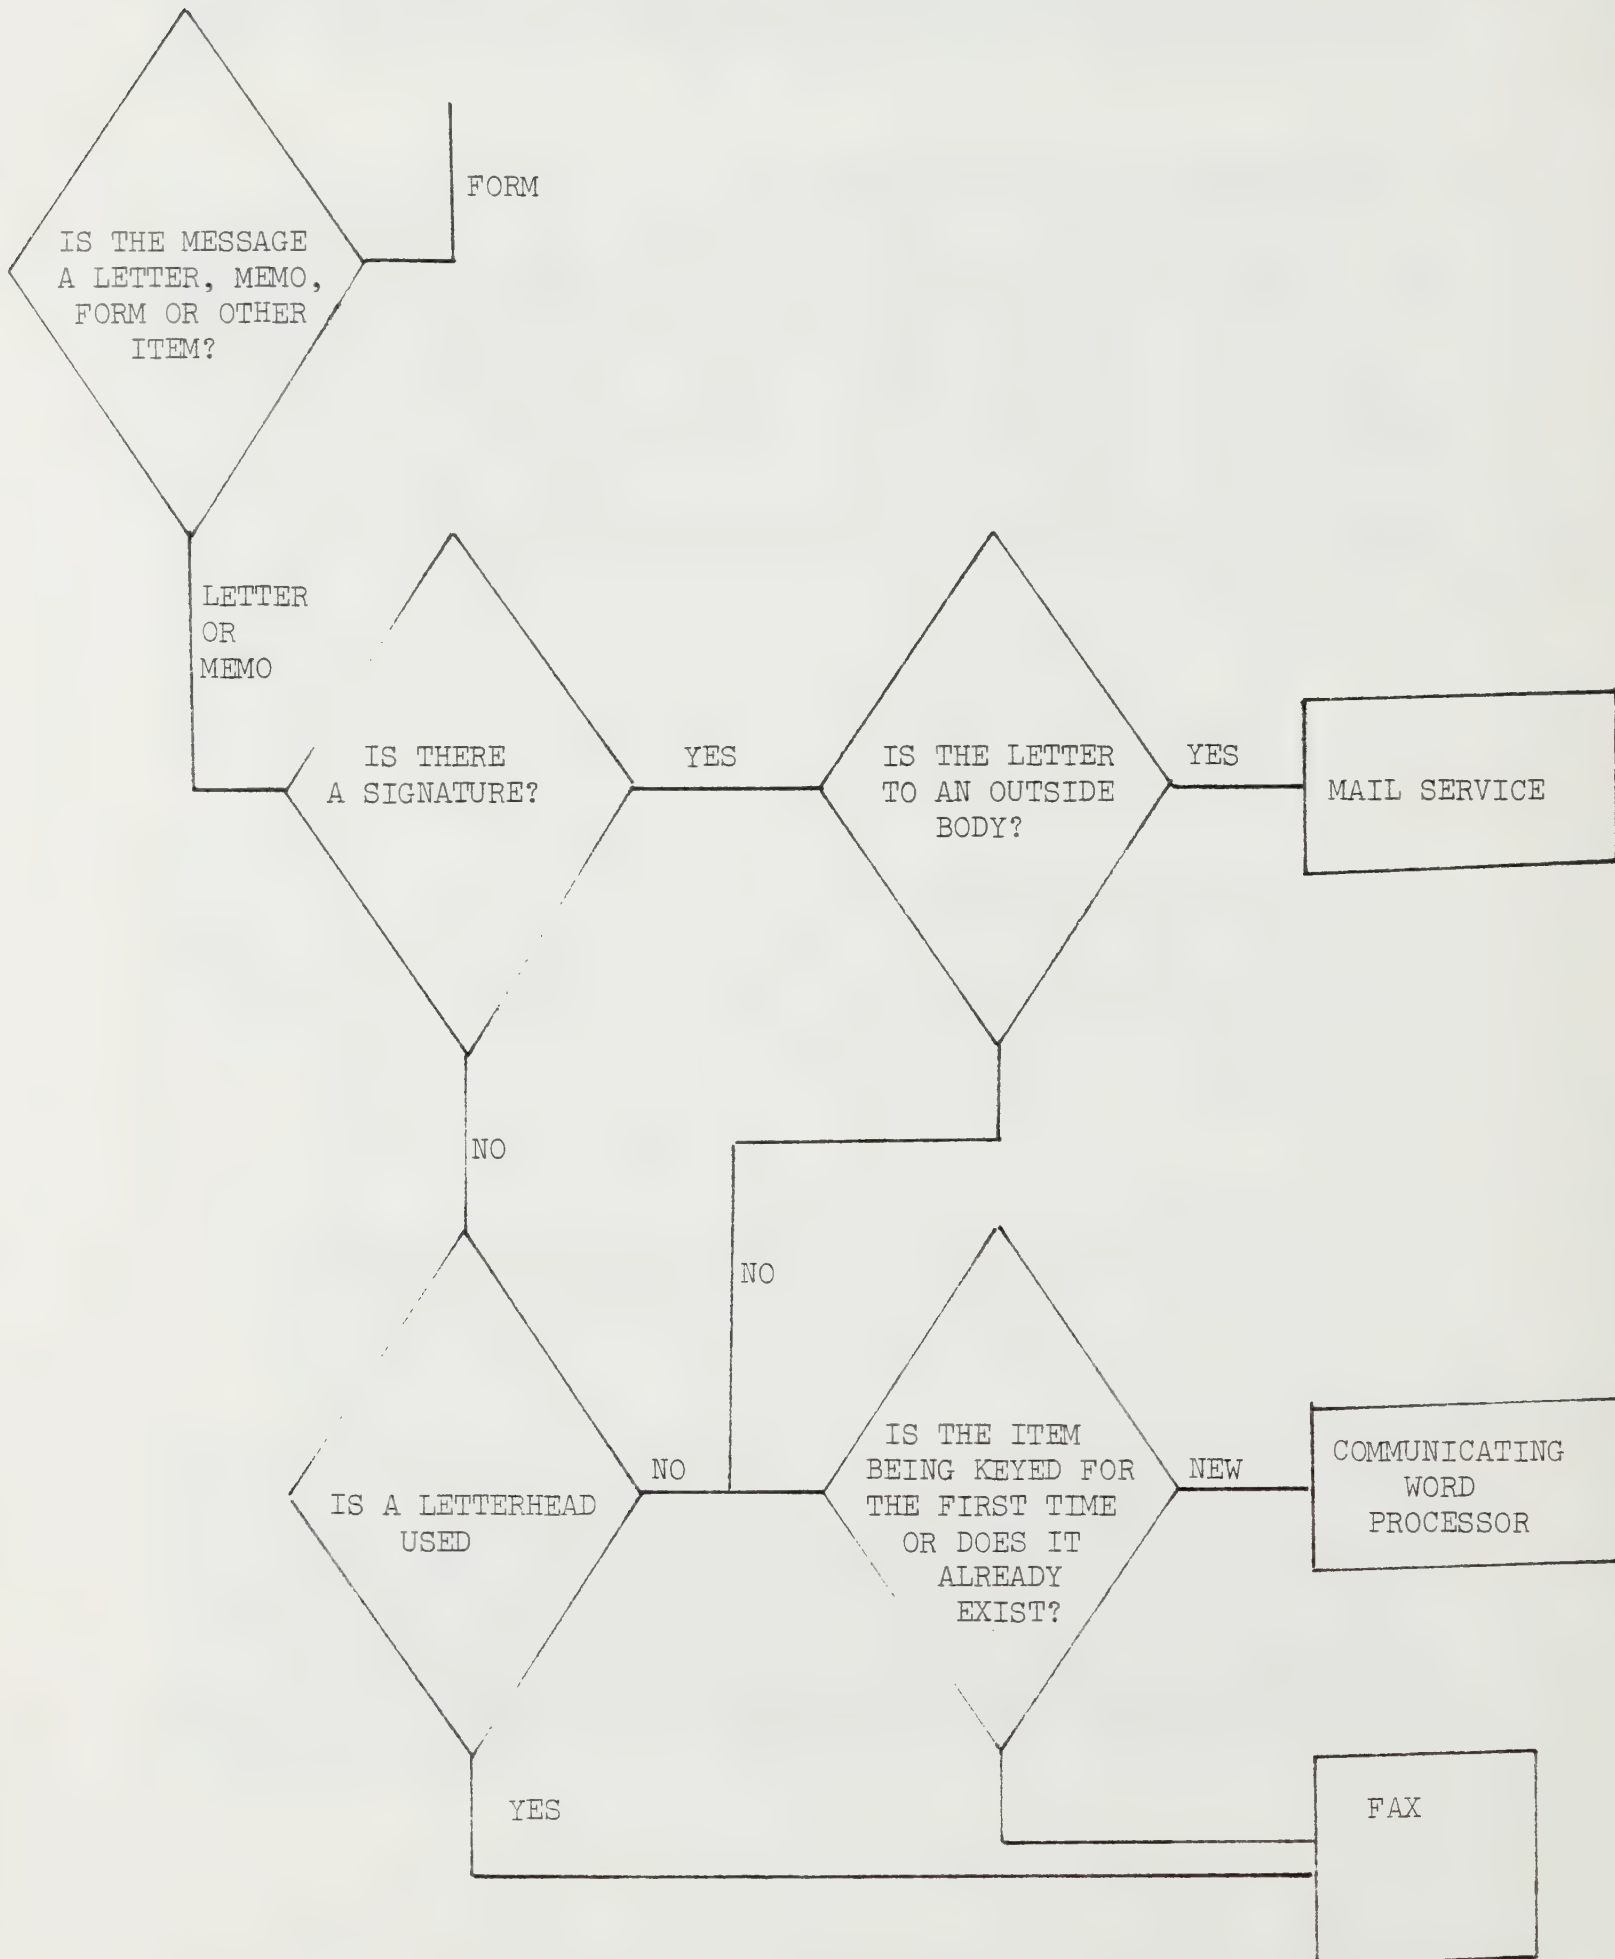 FORM
IS THE MESSAGE
A LETTER, MEMO,
FORM OR OTHER
ITEM?
LETTER
OR
MEMO
IS THERE
A SIGNATURE?
YES
IS THE LETTER
TO AN OUTSIDE
BODY?
YES
MAIL SERVICE
NO
NO
IS A LETTERHEAD
USED
NO
IS THE ITEM
BEING KEYED FOR
THE FIRST TIME
OR DOES IT
ALREADY
EXIST?
NEW
COMMUNICATING
WORD
PROCESSOR
YES
FAX